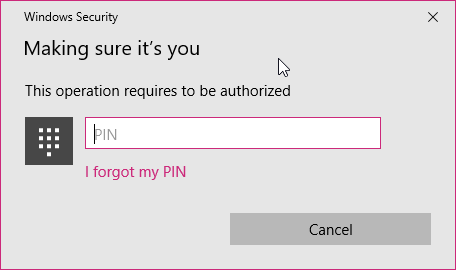 Windows Security
Making sure it's you
This operation requires to be authorized
PIN
I forgot my PIN
Cancel